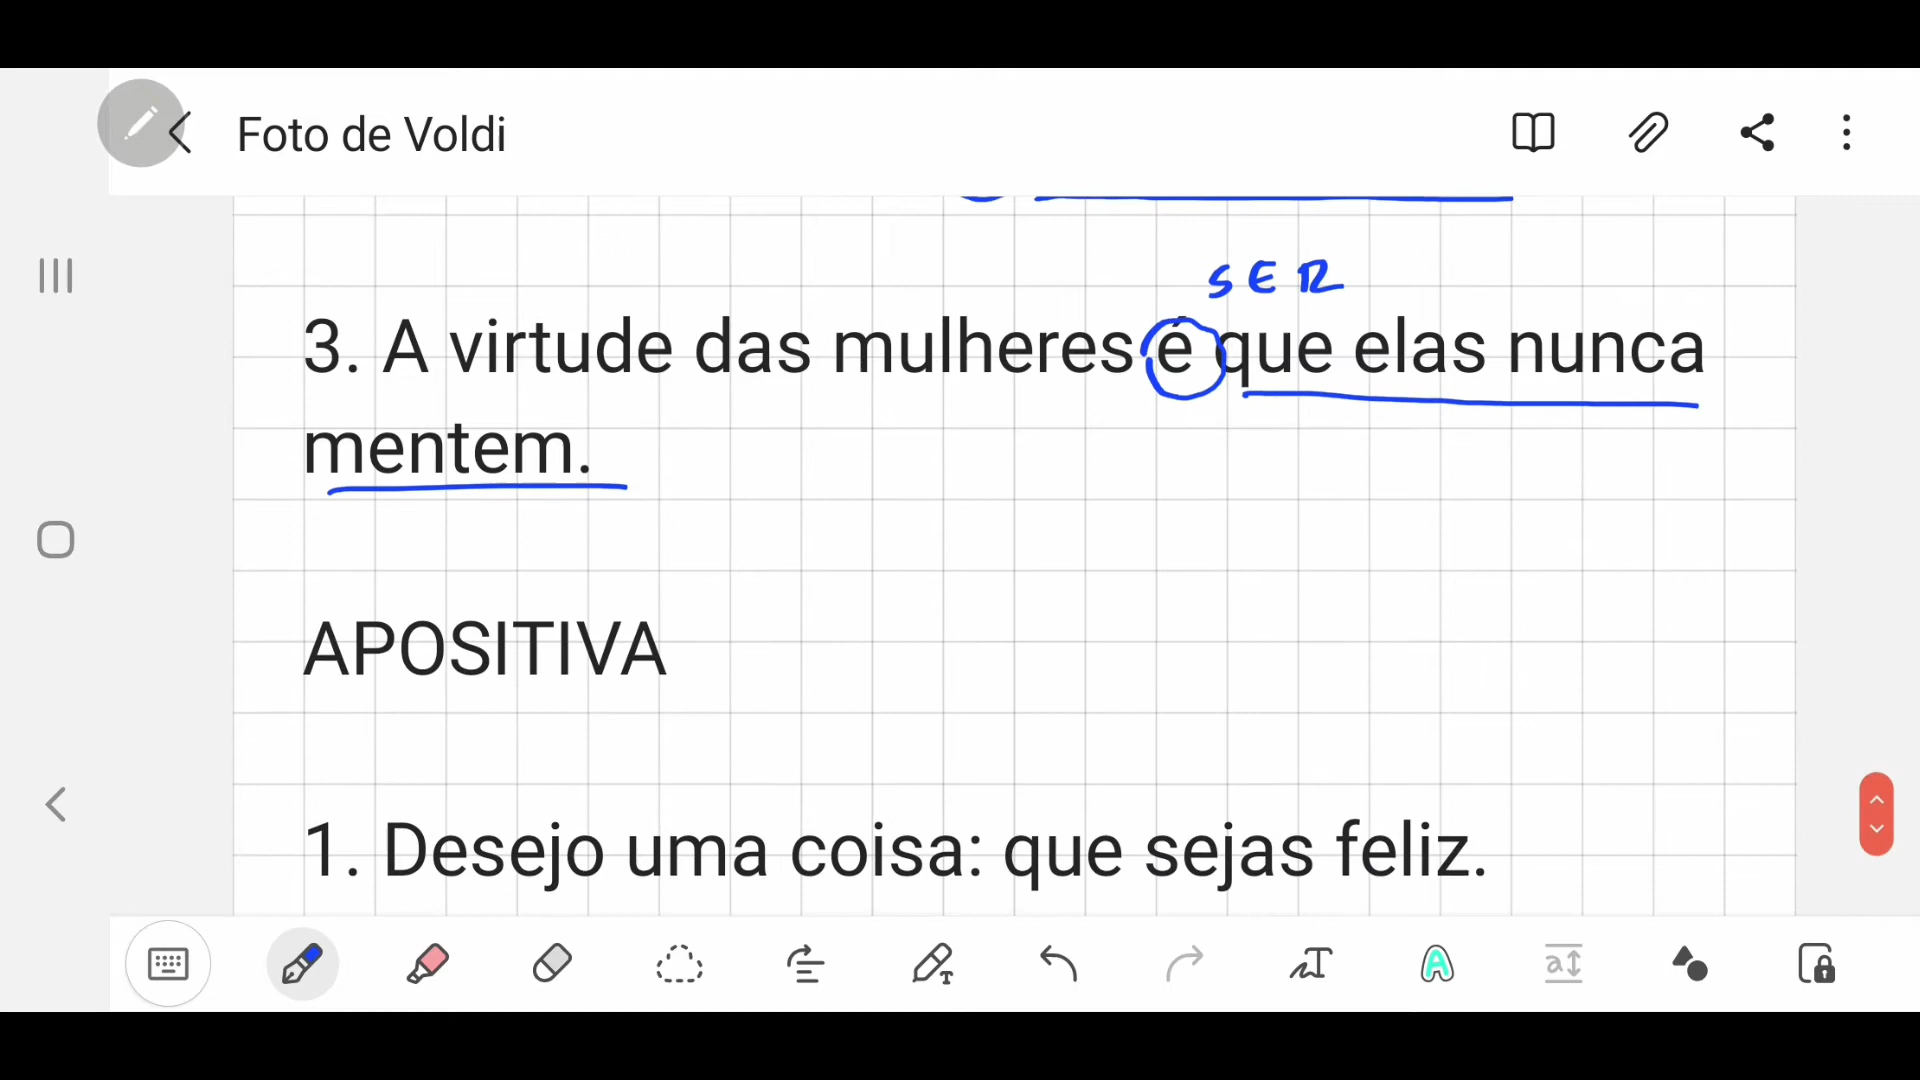 Foto de Voldi
SER
3. A virtude das mulheres é que elas nunca
mentem.
APOSITIVA
1. Desejo uma coisa: que sejas feliz.